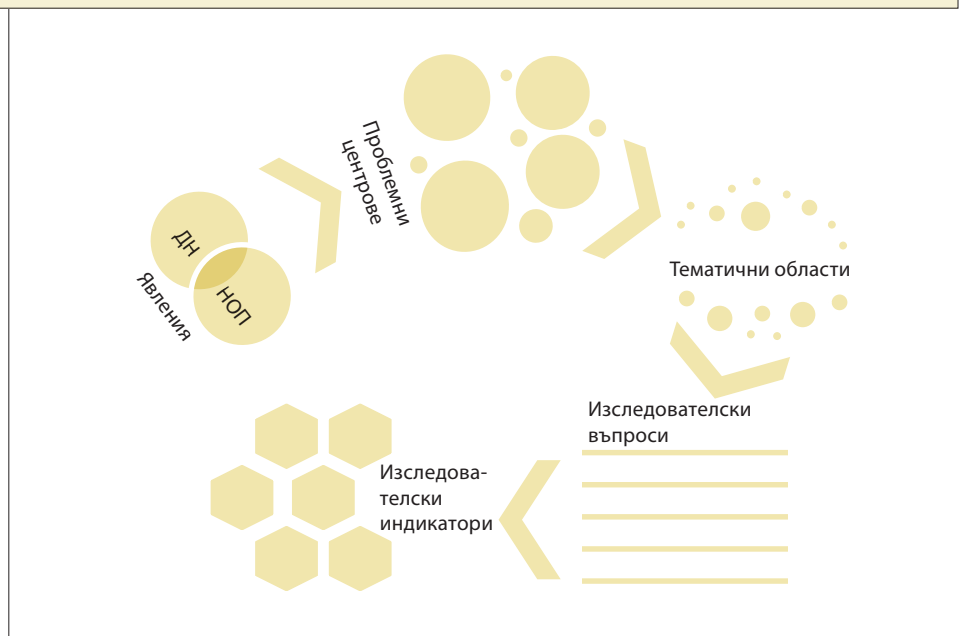 Явления
ДН
НОП
Проблемни
центрове
Тематични области
Изследователски
въпроси
Изследова-
телски
индикатори